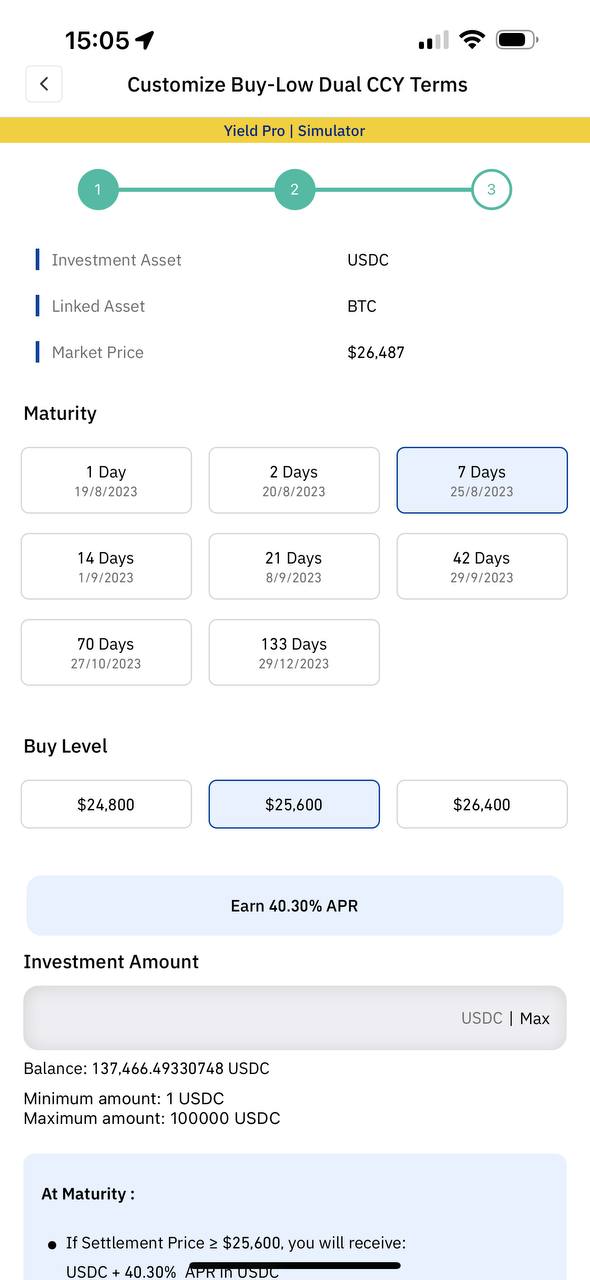 15:05
Customize Buy-Low Dual CCY Terms
Yield Pro | Simulator
1 2 3
Investment Asset USDC
Linked Asset BTC
Market Price $26,487
Maturity
1 Day 2 Days 7 Days
19/8/2023 20/8/2023 25/8/2023
14 Days 21 Days 42 Days
1/9/2023 8/9/2023 29/9/2023
70 Days 133 Days
27/10/2023 29/12/2023
Buy Level
$24,800 $25,600 $26,400
Earn 40.30% APR
Investment Amount
USDC | Max
Balance: 137,466.49330748 USDC
Minimum amount: 1 USDC
Maximum amount: 100000 USDC
At Maturity :
● If Settlement Price ≥ $25,600, you will receive:
USDC + 40.30% APR in USDC